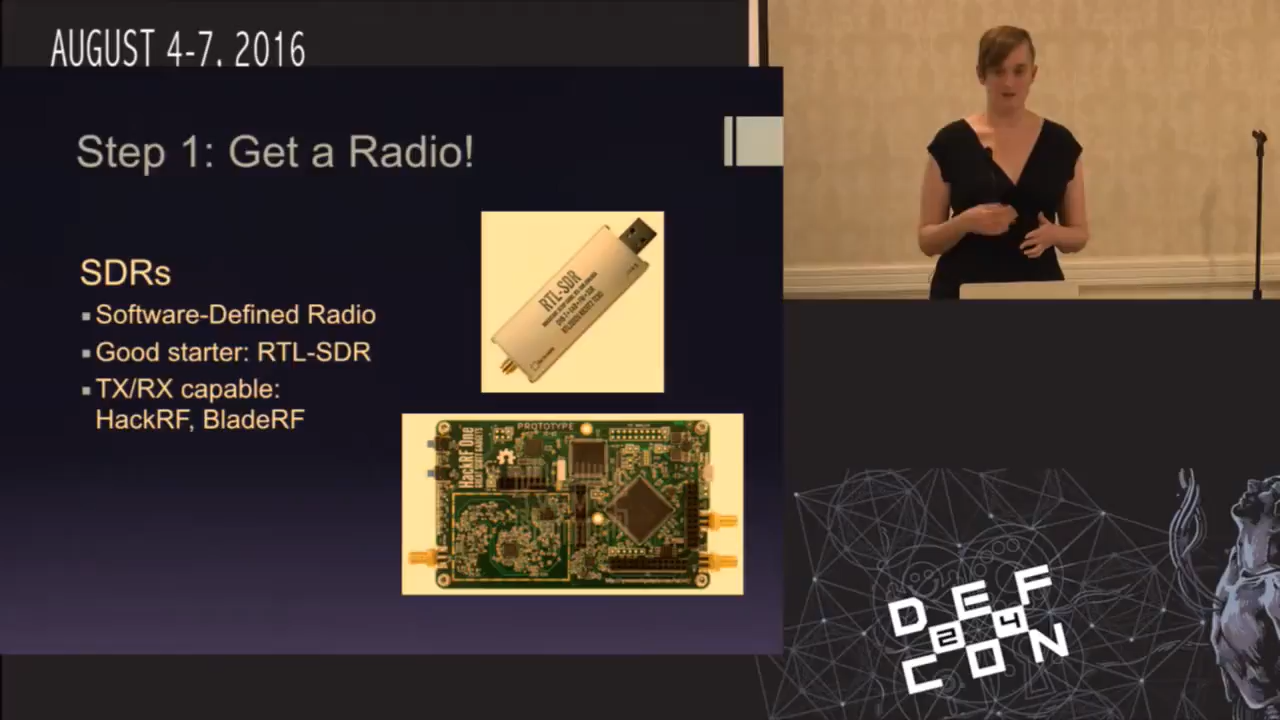 AUGUST 4-7, 2016
Step 1: Get a Radio!
SDRs
Software-Defined Radio
Good starter: RTL-SDR
TX/RX capable:
HackRF, BladeRF
RTL-SDR
PROTOTYPE
HackRF One
DEF
24
CON